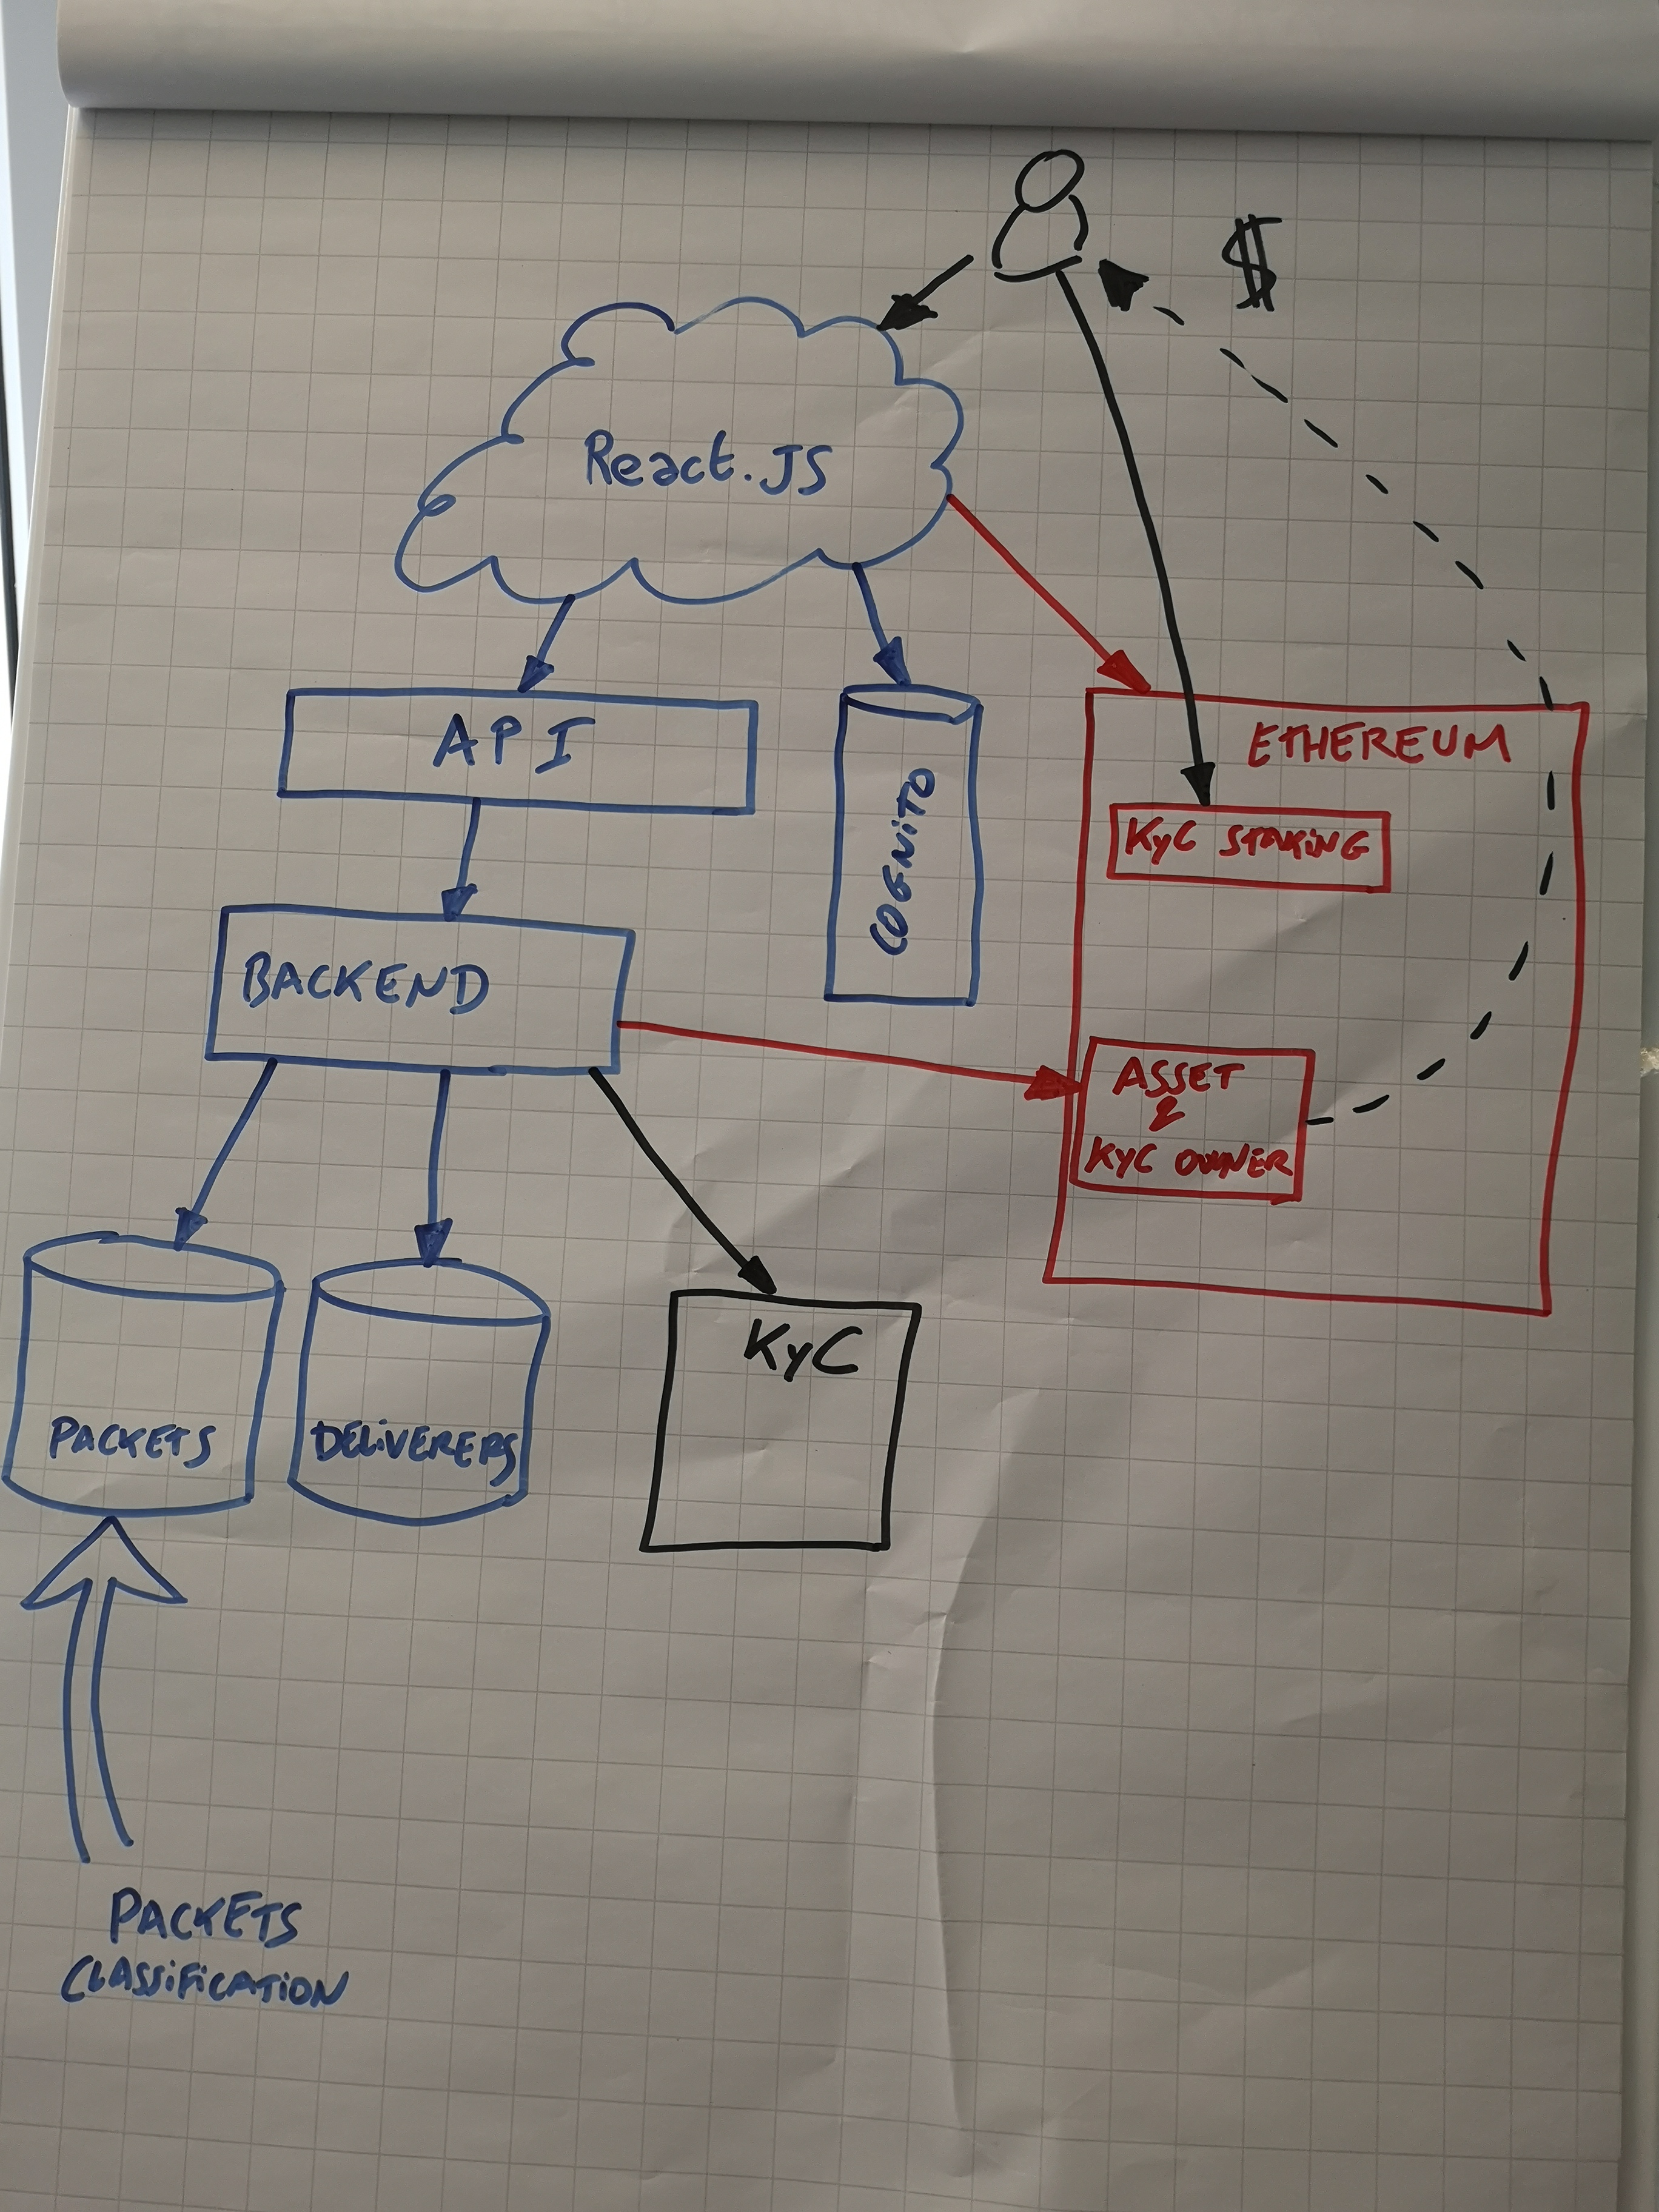 $
React.JS
API
COGNITO
ETHEREUM
KyC STAKING
BACKEND
ASSET
&
KyC OWNER
KyC
PACKETS
DELiVERERS
PACKETS
CLASSiFiCATiON